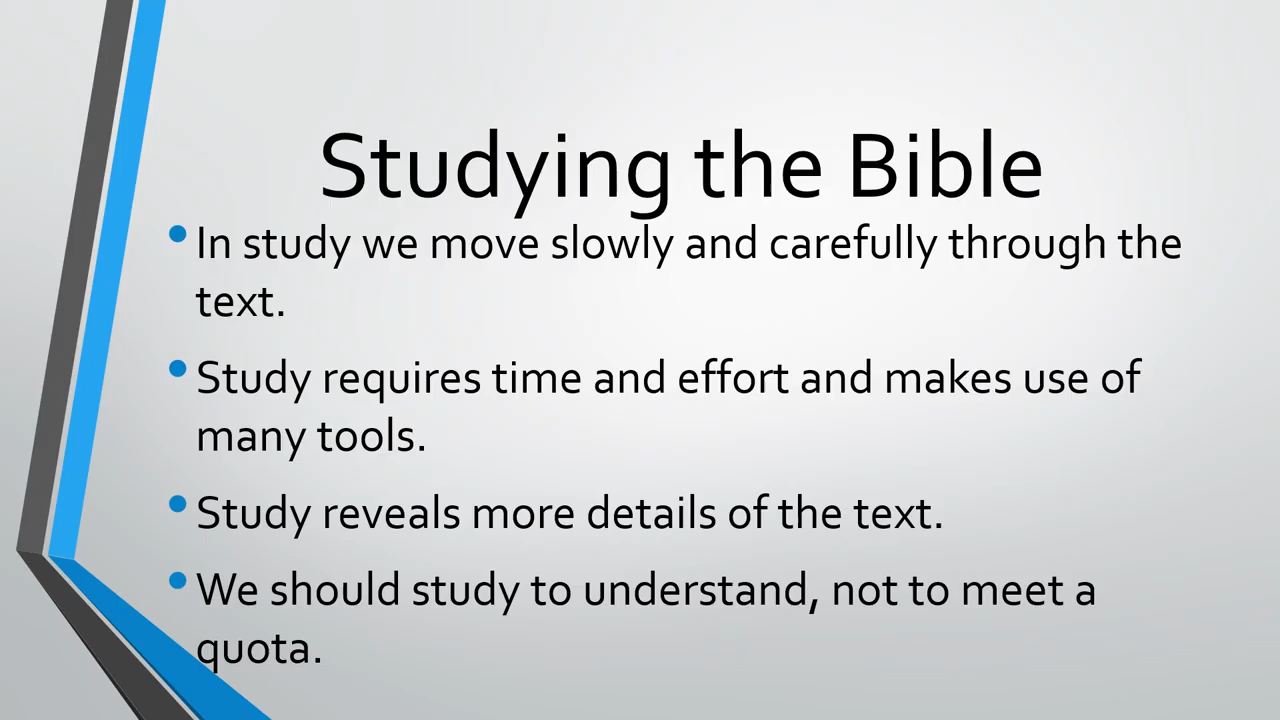 Studying the Bible
• In study we move slowly and carefully through the
text.
• Study requires time and effort and makes use of
many tools.
• Study reveals more details of the text.
• We should study to understand, not to meet a
quota.